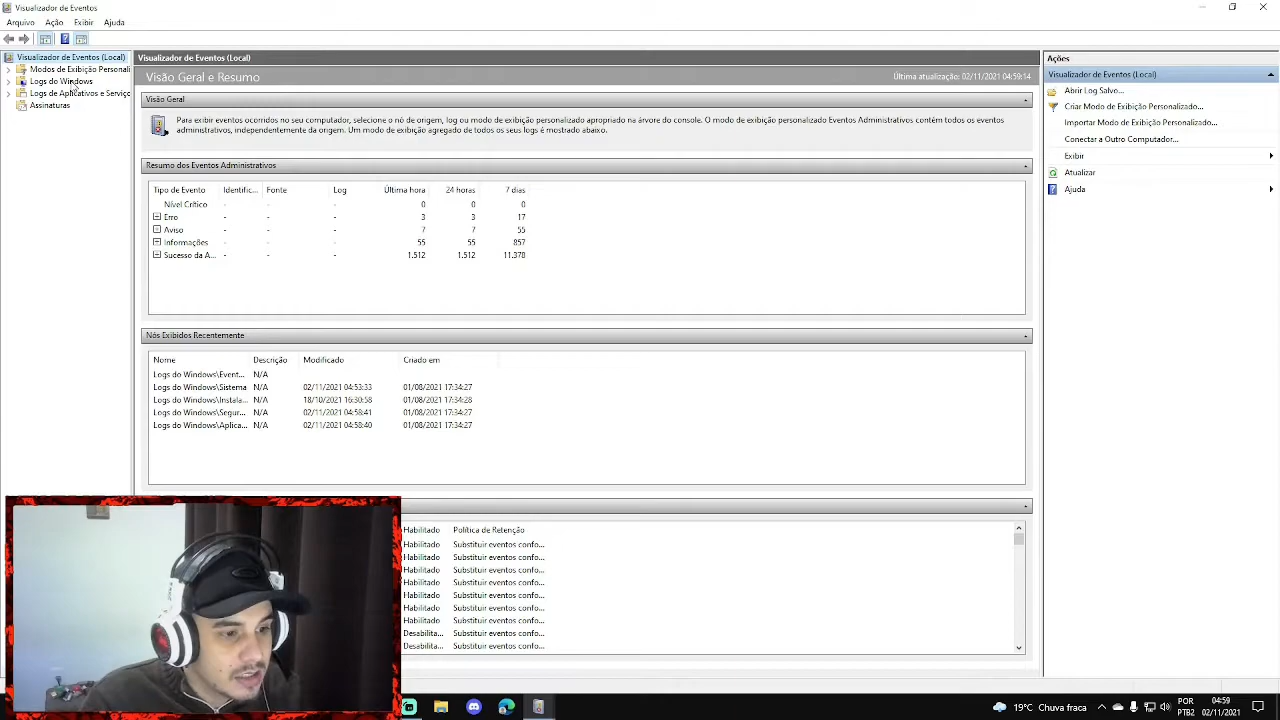 Visualizador de Eventos
Arquivo Ação Exibir Ajuda
Visualizador de Eventos (Local)
Modos de Exibição Personali
Logs do Windows
Logs de Aplicativos e Serviço
Assinaturas
Visualizador de Eventos (Local)
Visão Geral e Resumo
Última atualização: 02/11/2021 04:59:14
Visão Geral
Para exibir eventos ocorridos no seu computador, selecione o nó de origem, log ou modo de exibição personalizado apropriado na árvore do console. O modo de exibição personalizado Eventos Administrativos contém todos os eventos
administrativos, independentemente da origem. Um modo de exibição agregado de todos os seus logs é mostrado abaixo.
Resumo dos Eventos Administrativos
Tipo de Evento Identific... Fonte Log Última hora 24 horas 7 dias
Nível Crítico - - - 0 0 0
Erro - - - 3 3 17
Aviso - - - 7 7 55
Informações - - - 55 55 857
Sucesso da A... - - - 1.512 1.512 11.378
Nós Exibidos Recentemente
Nome Descrição Modificado Criado em
Logs do Windows\Event... N/A
Logs do Windows\Sistema N/A 02/11/2021 04:53:33 01/08/2021 17:34:27
Logs do Windows\Instala... N/A 18/10/2021 16:30:58 01/08/2021 17:34:28
Logs do Windows\Segur... N/A 02/11/2021 04:58:41 01/08/2021 17:34:27
Logs do Windows\Aplica... N/A 02/11/2021 04:58:40 01/08/2021 17:34:27
Habilitado Política de Retenção
Habilitado Substituir eventos confo...
Habilitado Substituir eventos confo...
Habilitado Substituir eventos confo...
Habilitado Substituir eventos confo...
Habilitado Substituir eventos confo...
Habilitado Substituir eventos confo...
Habilitado Substituir eventos confo...
Desabilita... Substituir eventos confo...
Desabilita... Substituir eventos confo...
Ações
Visualizador de Eventos (Local)
Abrir Log Salvo...
Criar Modo de Exibição Personalizado...
Importar Modo de Exibição Personalizado...
Conectar a Outro Computador...
Exibir
Atualizar
Ajuda
19°C Chuva fraca
POR
PTB2
04:59
02/11/2021